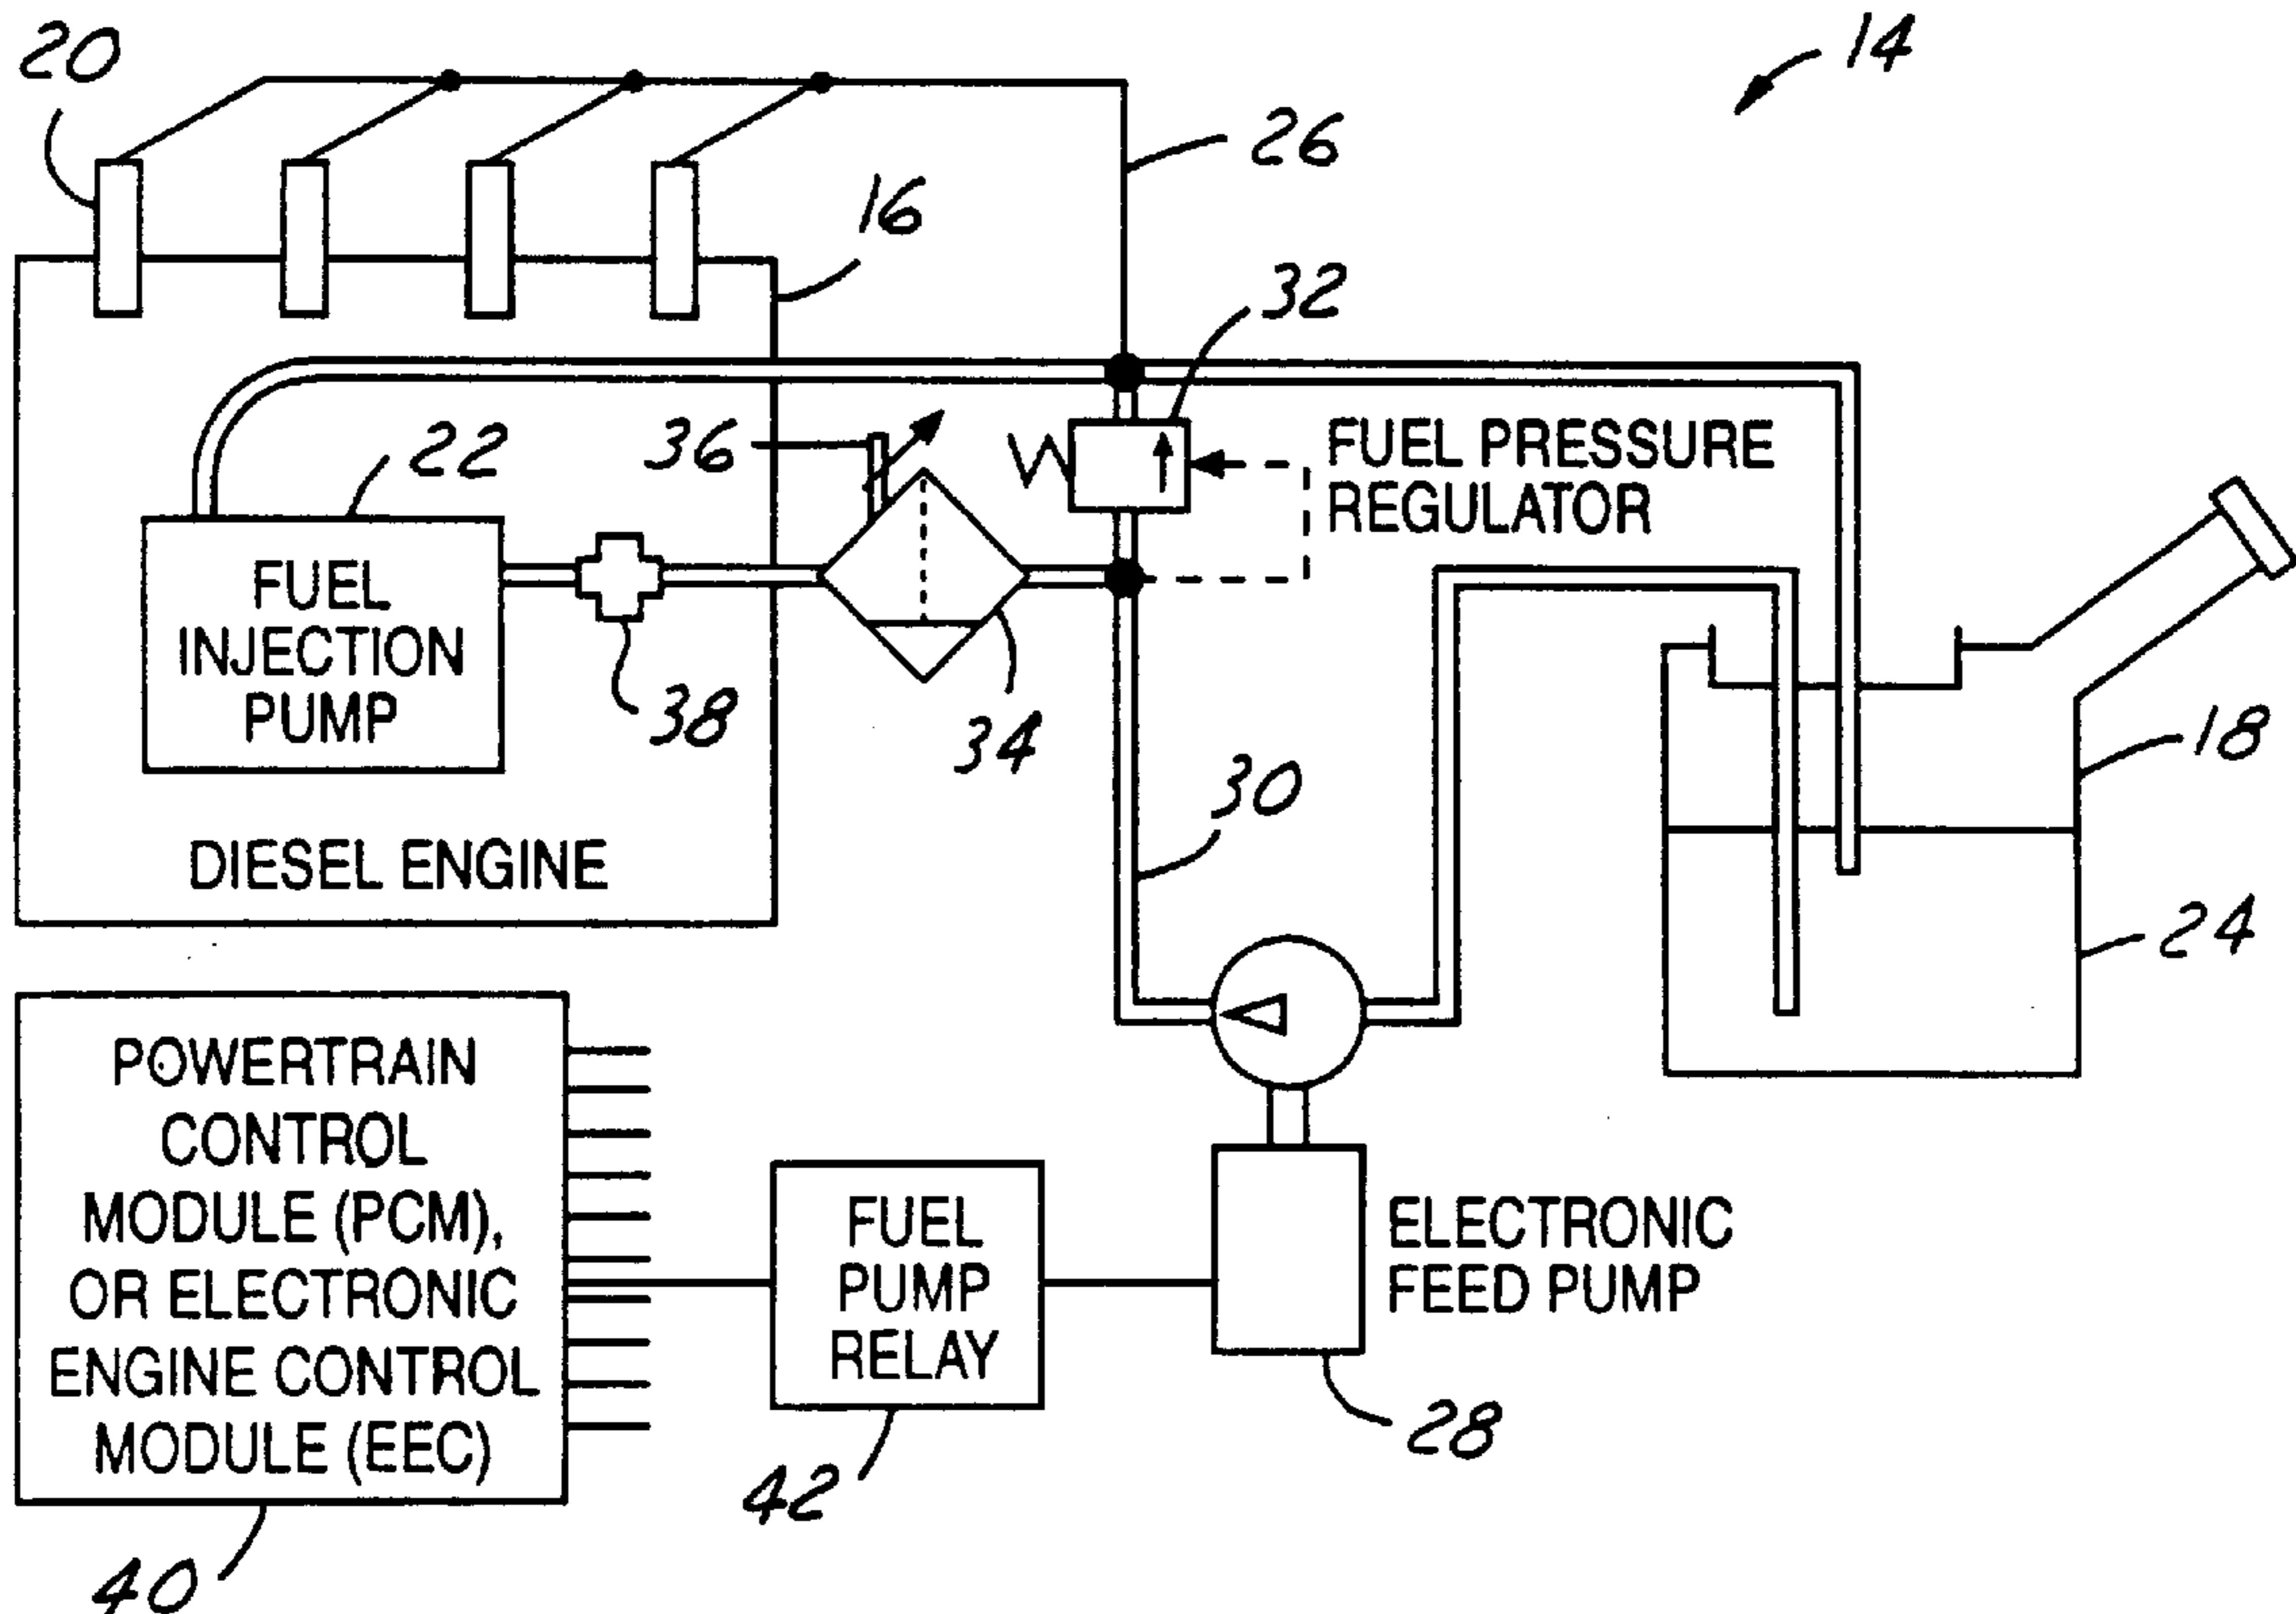 20
14
26
16
32
36
22
FUEL PRESSURE
REGULATOR
FUEL
INJECTION
PUMP
38
34
18
30
DIESEL ENGINE
24
POWERTRAIN
CONTROL
MODULE (PCM),
OR ELECTRONIC
ENGINE CONTROL
MODULE (EEC)
FUEL
PUMP
RELAY
ELECTRONIC
FEED PUMP
28
42
40